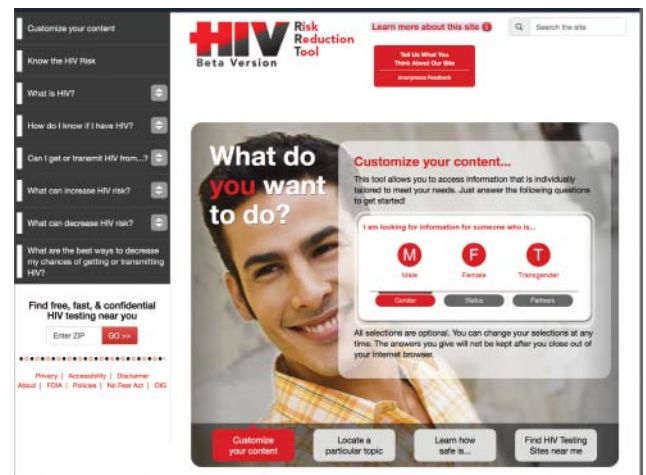 Customize your content
Know the HIV Risk
What is HIV?
How do I know if I have HIV?
Can I get or transmit HIV from...?
What can increase HIV risk?
What can decrease HIV risk?
What are the best ways to decrease
my chances of getting or transmitting
HIV?
Find free, fast, & confidential
HIV testing near you
Enter ZIP
GO >>
Privacy | Accessibility | Disclaimer
About | FOIA | Policies | No Fear Act | OIG
HIV Risk
Reduction
Tool
Beta Version
Learn more about this site
Search the site
Tell Us What You
Think About Our Site
Anonymous Feedback
What do
you want
to do?
Customize your content...
This tool allows you to access information that is individually
tailored to meet your needs. Just answer the following questions
to get started!
I am looking for information for someone who is...
M F T
Male Female Transgender
Gender Status Partners
All selections are optional. You can change your selections at any
time. The answers you give will not be kept after you close out of
your Internet browser.
Customize
your content
Locate a
particular topic
Learn how
safe is...
Find HIV Testing
Sites near me